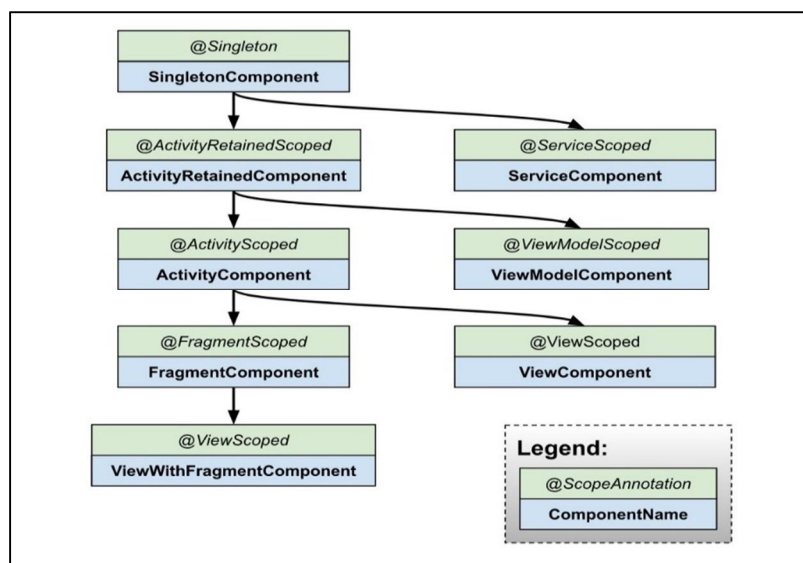 @Singleton
SingletonComponent
@ActivityRetainedScoped
ActivityRetainedComponent
@ServiceScoped
ServiceComponent
@ActivityScoped
ActivityComponent
@ViewModelScoped
ViewModelComponent
@FragmentScoped
FragmentComponent
@ViewScoped
ViewComponent
@ViewScoped
ViewWithFragmentComponent
Legend:
@ScopeAnnotation
ComponentName